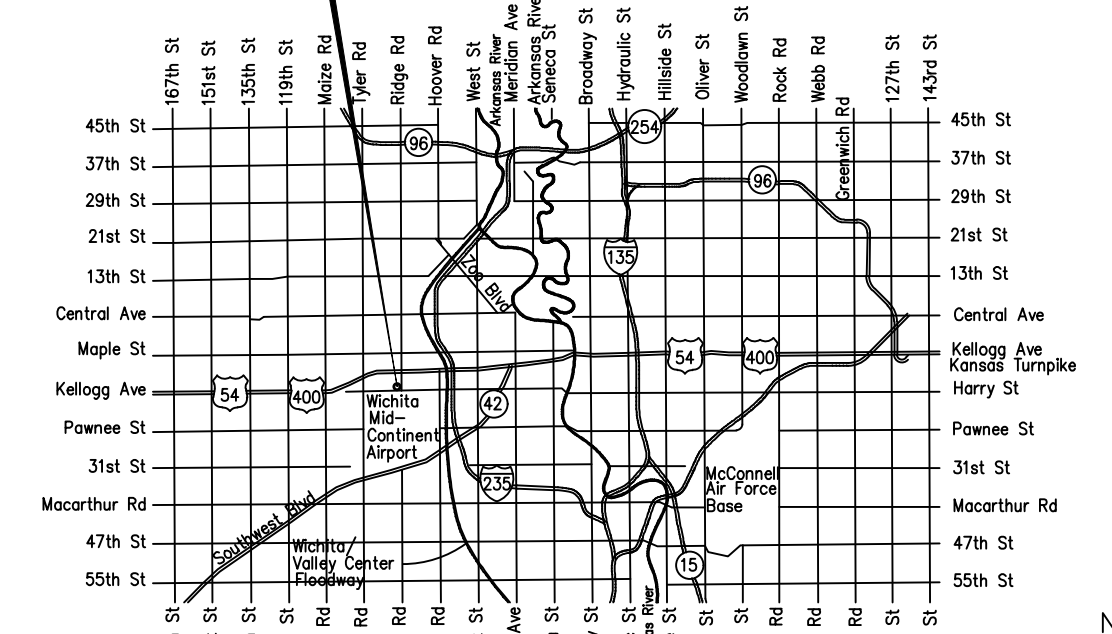 167th St
151st St
135th St
119th St
Maize Rd
Tyler Rd
Ridge Rd
Hoover Rd
West St
Arkansas River
Meridian Ave
Arkansas River
Seneca St
Broadway St
Hydraulic St
Hillside St
Oliver St
Woodlawn St
Rock Rd
Webb Rd
Greenwich Rd
127th St
143rd St
45th St
254
45th St
96
37th St
37th St
96
29th St
29th St
21st St
21st St
135
13th St
Zoo Blvd
13th St
Central Ave
Central Ave
Maple St
54
400
Kellogg Ave
Kansas Turnpike
Kellogg Ave
54
400
Harry St
Wichita
Mid-
Continent
Airport
42
Pawnee St
Pawnee St
31st St
31st St
235
McConnell
Air Force
Base
Macarthur Rd
Macarthur Rd
Southwest Blvd
47th St
47th St
Wichita/
Valley Center
Floodway
15
55th St
55th St
St
St
St
St
Rd
Rd
Rd
Rd
St
Ave
St
St
River
St
St
St
Rd
Rd
Rd
St
St